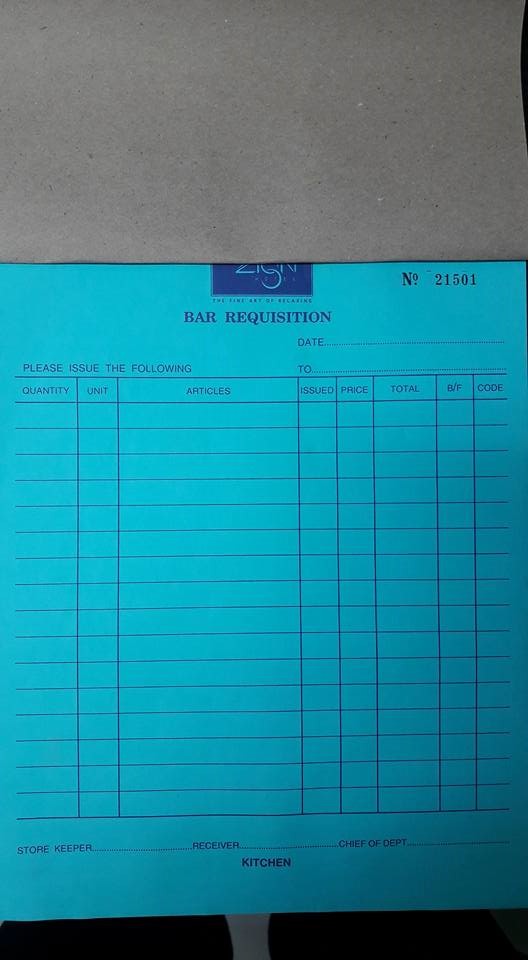 ZIGN
HOTEL
THE FINE ART OF RELAXING
Nº 21501
BAR REQUISITION
DATE
PLEASE ISSUE THE FOLLOWING TO
QUANTITY UNIT ARTICLES ISSUED PRICE TOTAL B/F CODE
STORE KEEPER RECEIVER CHIEF OF DEPT
KITCHEN